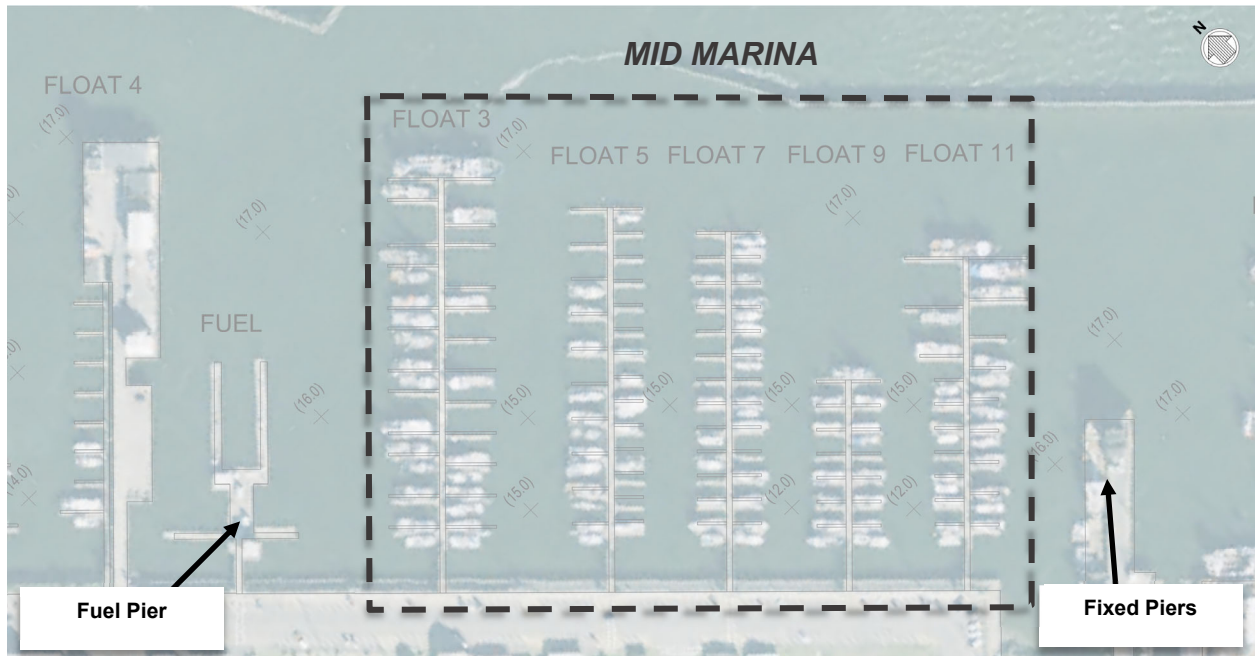 N
MID MARINA
FLOAT 4
FLOAT 3
(17.0)
(17.0)
FLOAT 5
FLOAT 7
FLOAT 9
FLOAT 11
(17.0)
(17.0)
FUEL
(17.0)
(16.0)
(15.0)
(15.0)
(15.0)
(17.0)
(14.0)
(15.0)
(12.0)
(12.0)
(16.0)
Fuel Pier
Fixed Piers